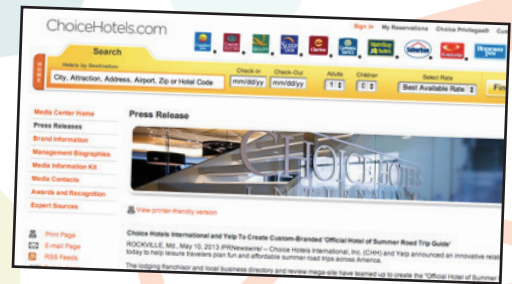 ChoiceHotels.com
Sign In My Reservations Choice Privileges®
Search
HOME
Hotels by Destination
Check-In Check-Out Adults Children Select Rate
City, Attraction, Address, Airport, Zip or Hotel Code mm/dd/yy mm/dd/yy 1 0 Best Available Rate
Media Center Home
Press Releases
Brand Information
Management Biographies
Media Information Kit
Media Contacts
Awards and Recognition
Expert Sources
Print Page
E-mail Page
RSS Feeds
Press Release
CHOICE HOTELS
View printer-friendly version
Choice Hotels International and Yelp To Create Custom-Branded 'Official Hotel of Summer Road Trip Guide'
ROCKVILLE, Md., May 10, 2013 /PRNewswire/ -- Choice Hotels International, Inc. (CHH) and Yelp announced an innovative
today to help leisure travelers plan fun and affordable summer road trips across America.
The lodging franchisor and local business directory and review mega-site have teamed up to create the "Official Hotel of Summer